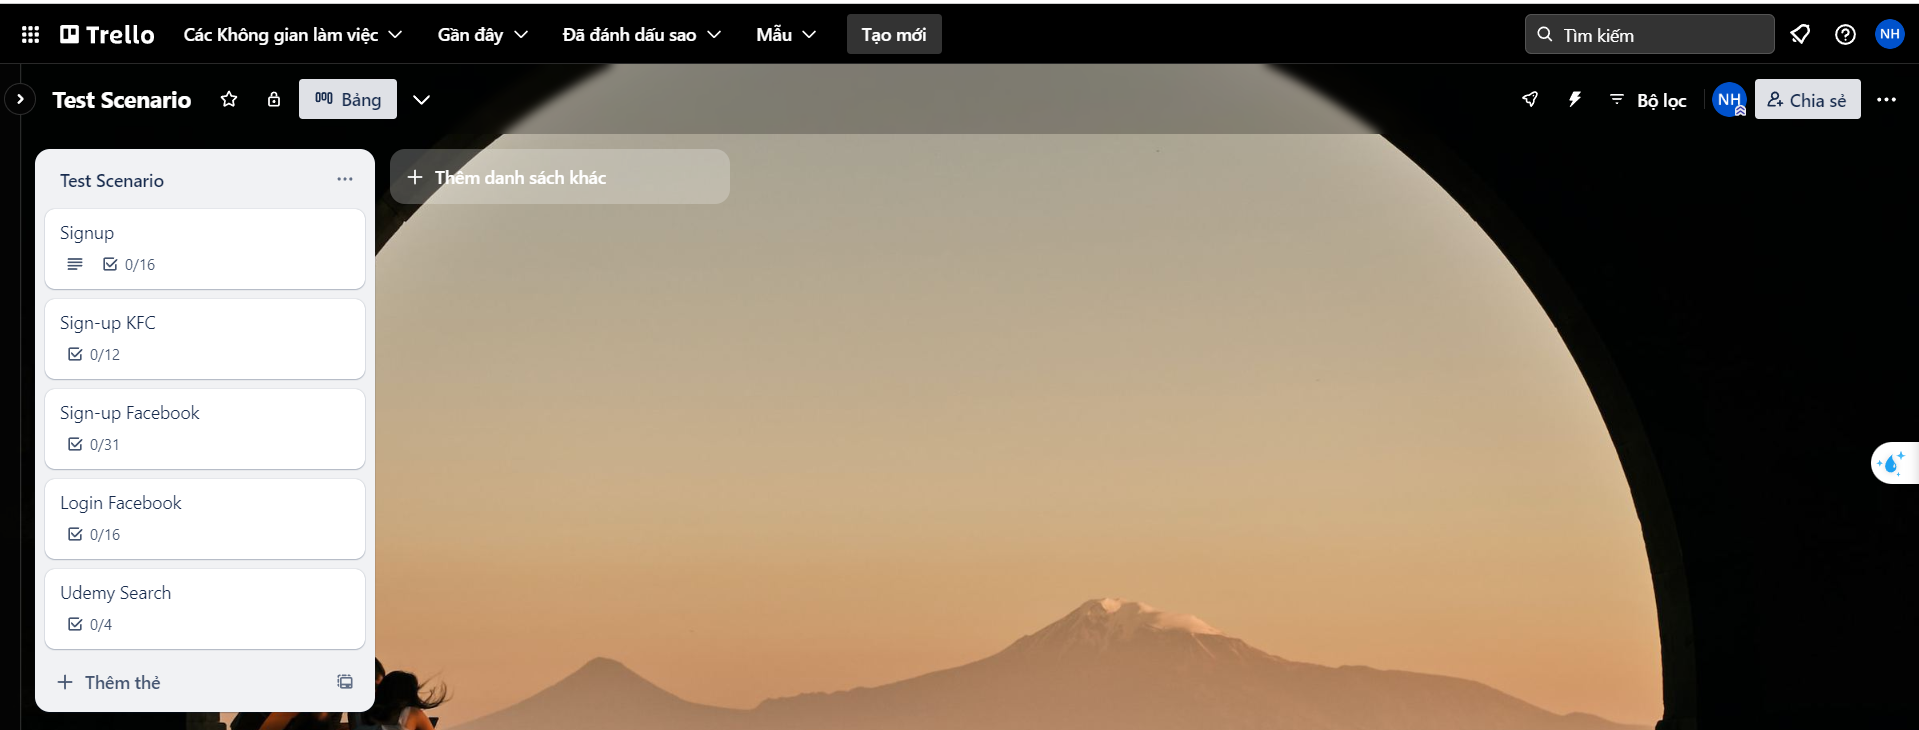 Trello Các Không gian làm việc Gần đây Đã đánh dấu sao Mẫu Tạo mới Tìm kiếm NH
Test Scenario Bảng Bộ lọc NH Chia sẻ
Test Scenario
Thêm danh sách khác
Signup
0/16
Sign-up KFC
0/12
Sign-up Facebook
0/31
Login Facebook
0/16
Udemy Search
0/4
Thêm thẻ